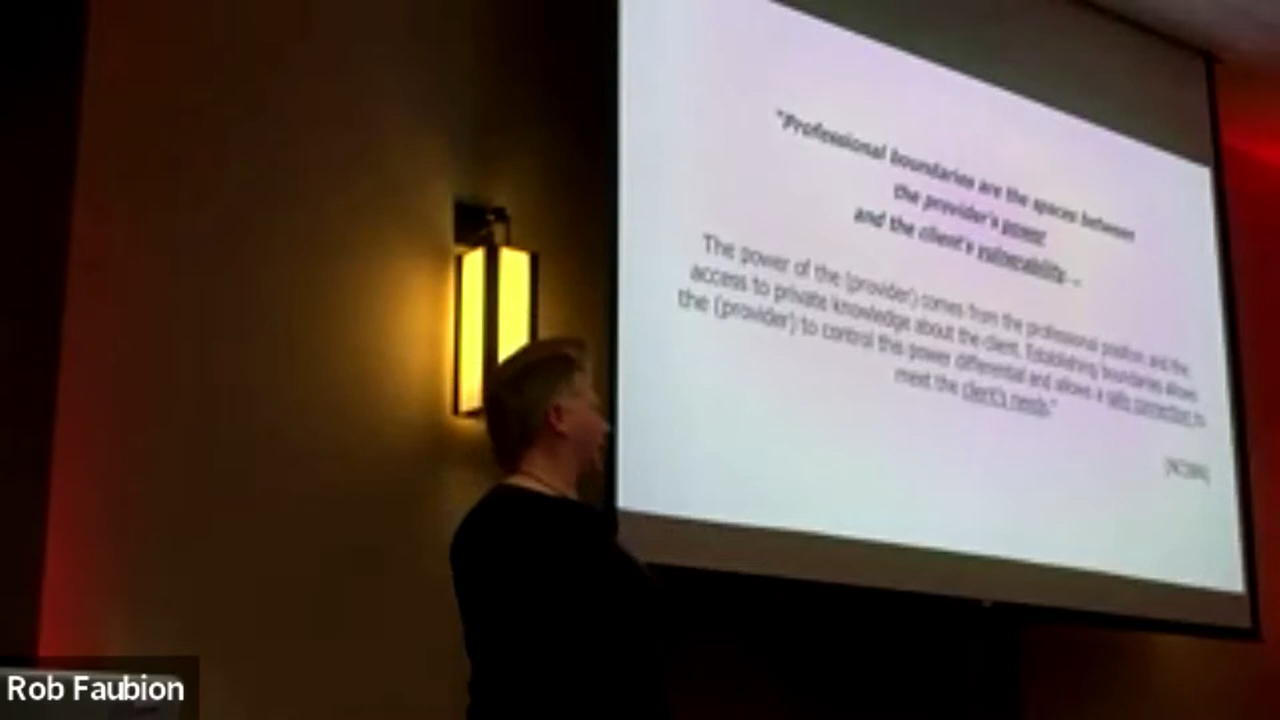 "Professional boundaries are the spaces between
the provider's power
and the client's vulnerability –
The power of the (provider) comes from the professional position and the
access to private knowledge about the client. Establishing boundaries allows
the (provider) to control this power differential and allows a safe connection to
meet the client's needs."
Rob Faubion